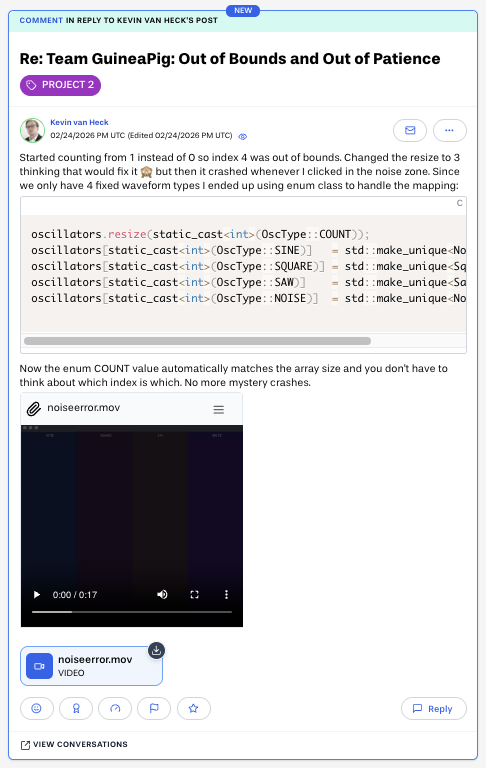 NEW
COMMENT IN REPLY TO KEVIN VAN HECK'S POST
Re: Team GuineaPig: Out of Bounds and Out of Patience
PROJECT 2
Kevin van Heck
02/24/2026 PM UTC (Edited 02/24/2026 PM UTC)
Started counting from 1 instead of 0 so index 4 was out of bounds. Changed the resize to 3
thinking that would fix it 🙈 but then it crashed whenever I clicked in the noise zone. Since
we only have 4 fixed waveform types I ended up using enum class to handle the mapping:
C
oscillators.resize(static_cast<int>(OscType::COUNT));
oscillators[static_cast<int>(OscType::SINE)]   = std::make_unique<No
oscillators[static_cast<int>(OscType::SQUARE)] = std::make_unique<Sq
oscillators[static_cast<int>(OscType::SAW)]    = std::make_unique<Sa
oscillators[static_cast<int>(OscType::NOISE)]  = std::make_unique<No
Now the enum COUNT value automatically matches the array size and you don't have to
think about which index is which. No more mystery crashes.
noiseerror.mov
0:00 / 0:17
noiseerror.mov
VIDEO
Reply
VIEW CONVERSATIONS